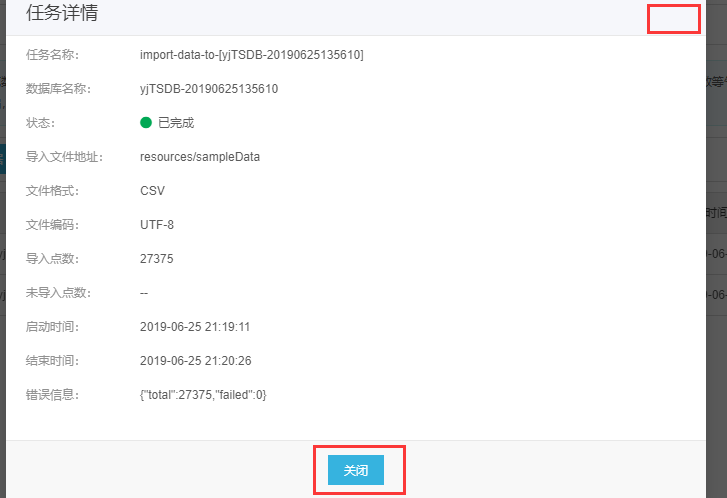 任务详情
任务名称： import-data-to-[yjTSDB-20190625135610]
数据库名称： yjTSDB-20190625135610
状态： 已完成
导入文件地址： resources/sampleData
文件格式： CSV
文件编码： UTF-8
导入点数： 27375
未导入点数： --
启动时间： 2019-06-25 21:19:11
结束时间： 2019-06-25 21:20:26
错误信息： {"total":27375,"failed":0}
关闭
时间